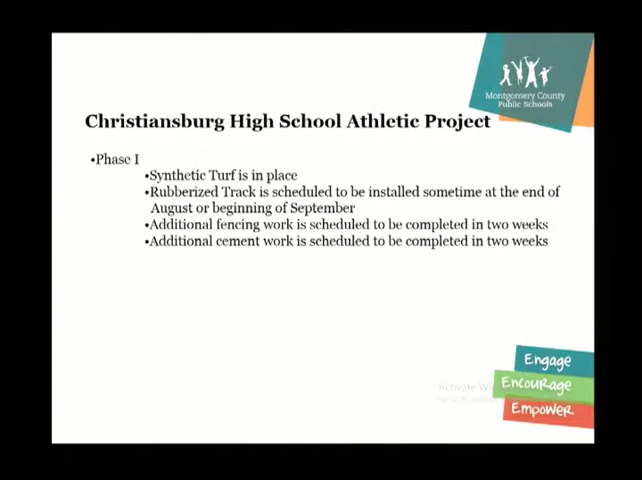 Montgomery County
Public Schools
Christiansburg High School Athletic Project
•Phase I
•Synthetic Turf is in place
•Rubberized Track is scheduled to be installed sometime at the end of
August or beginning of September
•Additional fencing work is scheduled to be completed in two weeks
•Additional cement work is scheduled to be completed in two weeks
Engage
Activate Wi
Encourage
Empower